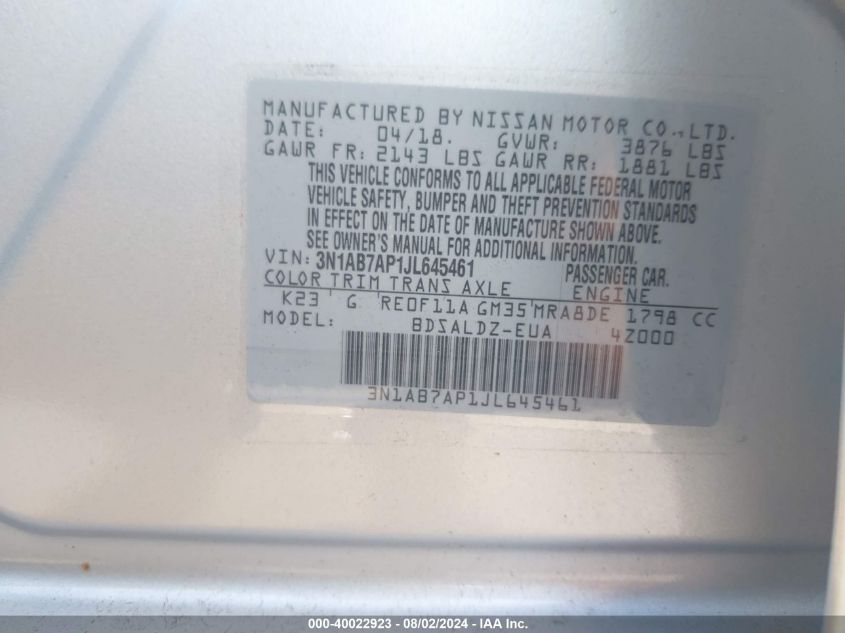 MANUFACTURED BY NISSAN MOTOR CO., LTD.
DATE: 04/18. GVWR: 3876 LBS
GAWR FR: 2143 LBS GAWR RR: 1881 LBS
THIS VEHICLE CONFORMS TO ALL APPLICABLE FEDERAL MOTOR
VEHICLE SAFETY, BUMPER AND THEFT PREVENTION STANDARDS
IN EFFECT ON THE DATE OF MANUFACTURE SHOWN ABOVE.
SEE OWNER'S MANUAL FOR ADDITIONAL INFORMATION.
VIN: 3N1AB7AP1JL645461 PASSENGER CAR.
COLOR TRIM TRANS AXLE ENGINE
K23 G RE0F11A GM35 MRA8DE 1798 CC
MODEL: BDSALDZ-EUA 4Z000
3N1AB7AP1JL645461
000-40022923 - 08/02/2024 - IAA Inc.